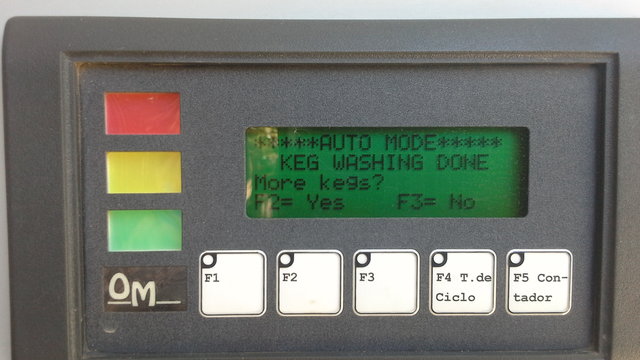 *****AUTO MODE*****
KEG WASHING DONE
More kegs?
F2= Yes F3= No
OM_
F1
F2
F3
F4 T.de
Ciclo
F5 Con-
tador